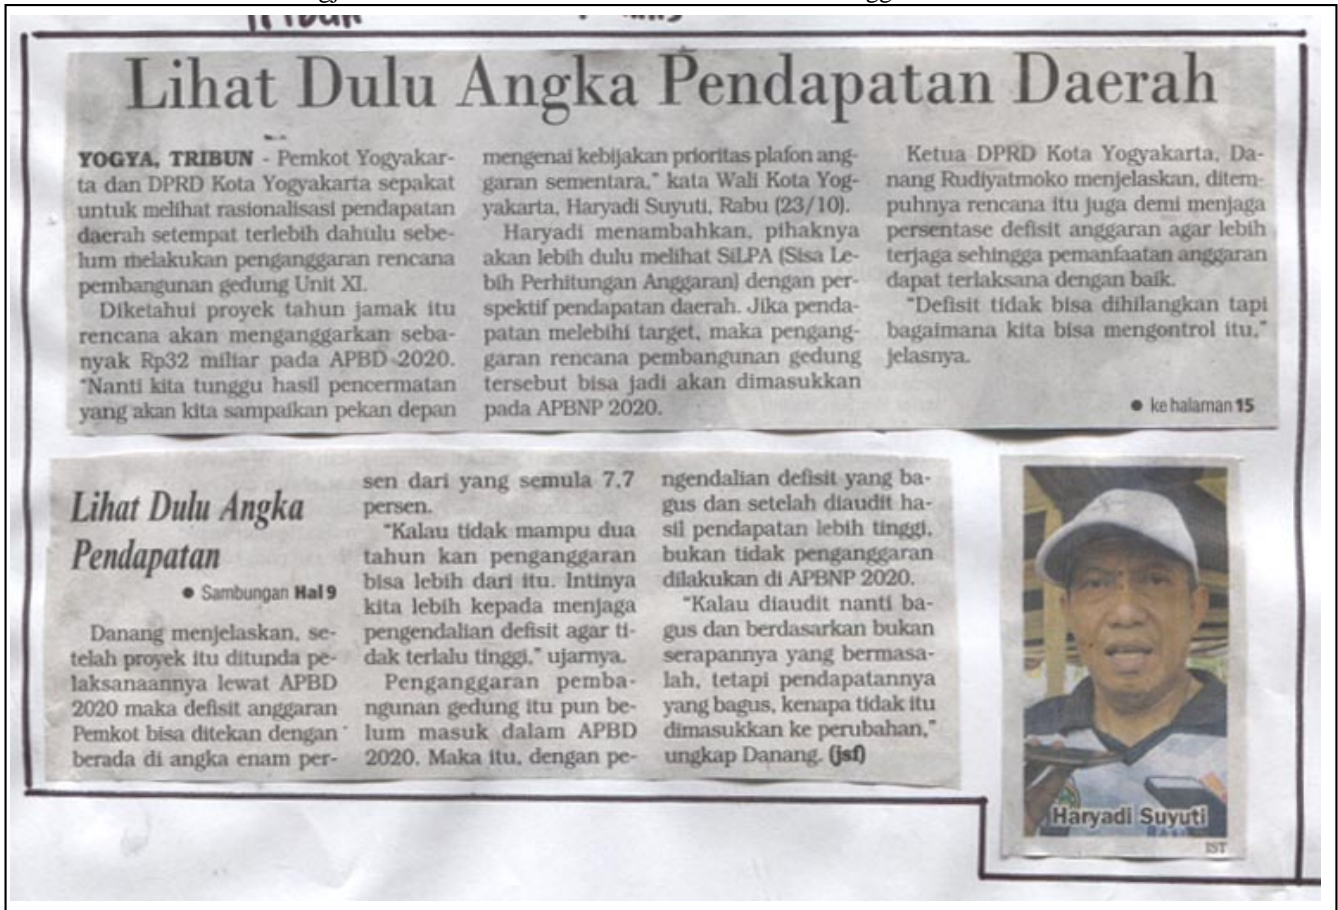 Lihat Dulu Angka Pendapatan Daerah
YOGYA, TRIBUN - Pemkot Yogyakar-
ta dan DPRD Kota Yogyakarta sepakat
untuk melihat rasionalisasi pendapatan
daerah setempat terlebih dahulu sebe-
lum melakukan penganggaran rencana
pembangunan gedung Unit XI.
Diketahui proyek tahun jamak itu
rencana akan menganggarkan seba-
nyak Rp32 miliar pada APBD 2020.
"Nanti kita tunggu hasil pencermatan
yang akan kita sampaikan pekan depan
mengenai kebijakan prioritas plafon ang-
garan sementara," kata Wali Kota Yog-
yakarta, Haryadi Suyuti, Rabu (23/10).
Haryadi menambahkan, pihaknya
akan lebih dulu melihat SiLPA (Sisa Le-
bih Perhitungan Anggaran) dengan per-
spektif pendapatan daerah. Jika penda-
patan melebihi target, maka pengang-
garan rencana pembangunan gedung
tersebut bisa jadi akan dimasukkan
pada APBNP 2020.
Ketua DPRD Kota Yogyakarta, Da-
nang Rudiyatmoko menjelaskan, ditem-
puhnya rencana itu juga demi menjaga
persentase defisit anggaran agar lebih
terjaga sehingga pemanfaatan anggaran
dapat terlaksana dengan baik.
"Defisit tidak bisa dihilangkan tapi
bagaimana kita bisa mengontrol itu,"
jelasnya.
● ke halaman 15
Lihat Dulu Angka
Pendapatan
● Sambungan Hal 9
Danang menjelaskan, se-
telah proyek itu ditunda pe-
laksanaannya lewat APBD
2020 maka defisit anggaran
Pemkot bisa ditekan dengan
berada di angka enam per-
sen dari yang semula 7,7
persen.
"Kalau tidak mampu dua
tahun kan penganggaran
bisa lebih dari itu. Intinya
kita lebih kepada menjaga
pengendalian defisit agar ti-
dak terlalu tinggi," ujarnya.
Penganggaran pemba-
ngunan gedung itu pun be-
lum masuk dalam APBD
2020. Maka itu, dengan pe-
ngendalian defisit yang ba-
gus dan setelah diaudit ha-
sil pendapatan lebih tinggi,
bukan tidak penganggaran
dilakukan di APBNP 2020.
"Kalau diaudit nanti ba-
gus dan berdasarkan bukan
serapannya yang bermasa-
lah, tetapi pendapatannya
yang bagus, kenapa tidak itu
dimasukkan ke perubahan,"
ungkap Danang. (jsf)
Haryadi Suyuti
IST